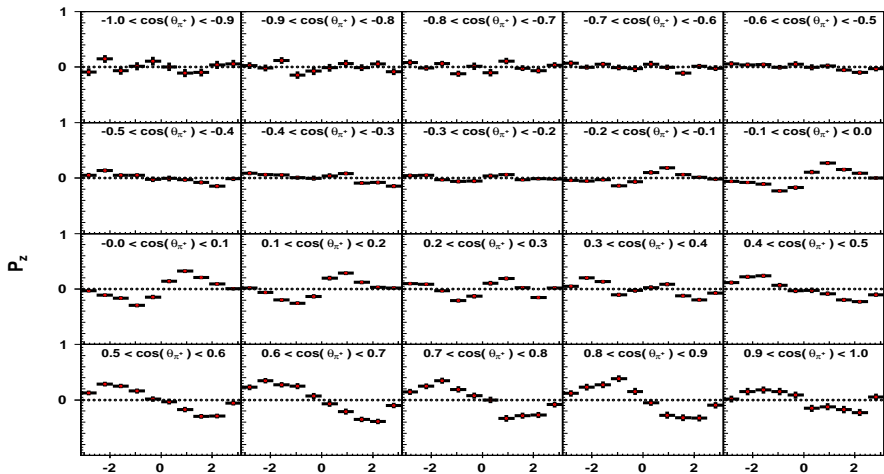 -1.0 < cos(θπ+) < -0.9
-0.9 < cos(θπ+) < -0.8
-0.8 < cos(θπ+) < -0.7
-0.7 < cos(θπ+) < -0.6
-0.6 < cos(θπ+) < -0.5
1
0
1
-0.5 < cos(θπ+) < -0.4
-0.4 < cos(θπ+) < -0.3
-0.3 < cos(θπ+) < -0.2
-0.2 < cos(θπ+) < -0.1
-0.1 < cos(θπ+) < 0.0
0
1
-0.0 < cos(θπ+) < 0.1
0.1 < cos(θπ+) < 0.2
0.2 < cos(θπ+) < 0.3
0.3 < cos(θπ+) < 0.4
0.4 < cos(θπ+) < 0.5
Pz
0
1
0.5 < cos(θπ+) < 0.6
0.6 < cos(θπ+) < 0.7
0.7 < cos(θπ+) < 0.8
0.8 < cos(θπ+) < 0.9
0.9 < cos(θπ+) < 1.0
0
-2 0 2
-2 0 2
-2 0 2
-2 0 2
-2 0 2